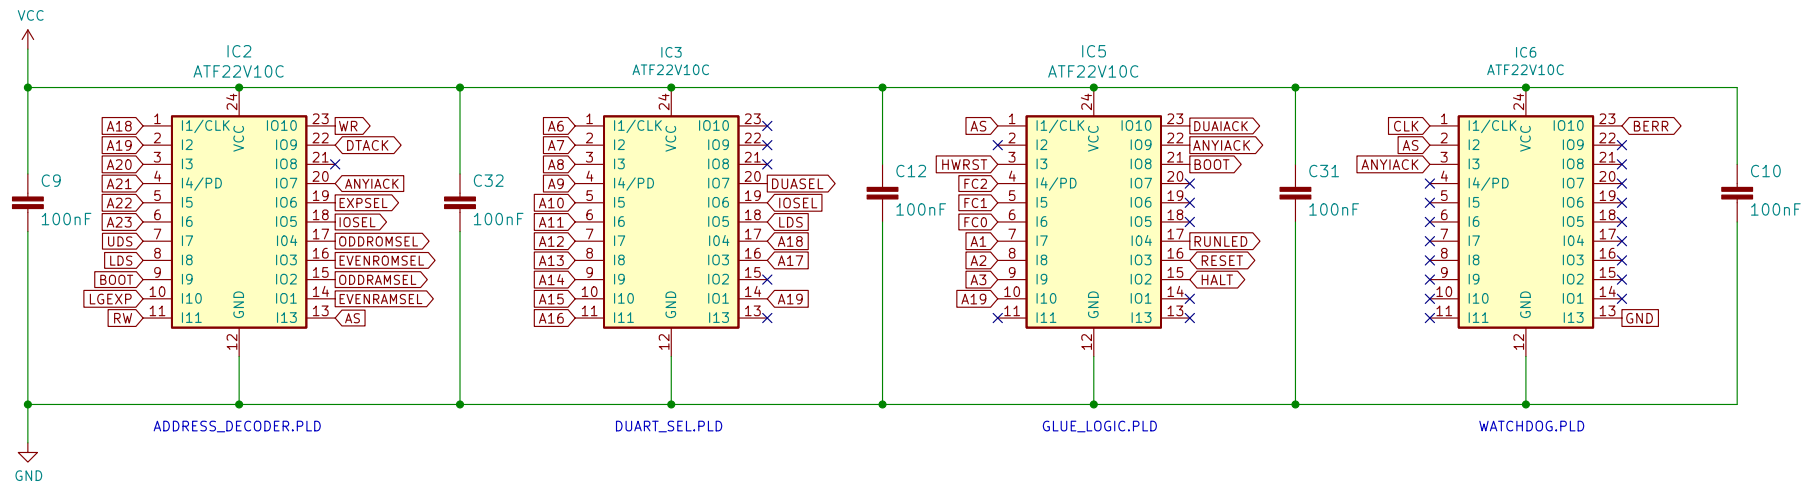 VCC
IC2
ATF22V10C
IC3
ATF22V10C
IC5
ATF22V10C
IC6
ATF22V10C
24
VCC
A18 1 I1/CLK IO10 23 WR
A19 2 I2 IO9 22 DTACK
A20 3 I3 IO8 21
A21 4 I4/PD IO7 20 ANYIACK
A22 5 I5 IO6 19 EXPSEL
A23 6 I6 IO5 18 IOSEL
UDS 7 I7 IO4 17 ODDROMSEL
LDS 8 I8 IO3 16 EVENROMSEL
BOOT 9 I9 IO2 15 ODDRAMSEL
LGEXP 10 I10 IO1 14 EVENRAMSEL
RW 11 I11 I13 13 AS
GND
12
24
VCC
A6 1 I1/CLK IO10 23
A7 2 I2 IO9 22
A8 3 I3 IO8 21
A9 4 I4/PD IO7 20 DUASEL
A10 5 I5 IO6 19 IOSEL
A11 6 I6 IO5 18 LDS
A12 7 I7 IO4 17 A18
A13 8 I8 IO3 16 A17
A14 9 I9 IO2 15
A15 10 I10 IO1 14 A19
A16 11 I11 I13 13
GND
12
24
VCC
AS 1 I1/CLK IO10 23 DUAIACK
2 I2 IO9 22 ANYIACK
HWRST 3 I3 IO8 21 BOOT
FC2 4 I4/PD IO7 20
FC1 5 I5 IO6 19
FC0 6 I6 IO5 18
A1 7 I7 IO4 17 RUNLED
A2 8 I8 IO3 16 RESET
A3 9 I9 IO2 15 HALT
A19 10 I10 IO1 14
11 I11 I13 13
GND
12
24
VCC
CLK 1 I1/CLK IO10 23 BERR
AS 2 I2 IO9 22
ANYIACK 3 I3 IO8 21
4 I4/PD IO7 20
5 I5 IO6 19
6 I6 IO5 18
7 I7 IO4 17
8 I8 IO3 16
9 I9 IO2 15
10 I10 IO1 14
11 I11 I13 13 GND
GND
12
C9
100nF
C32
100nF
C12
100nF
C31
100nF
C10
100nF
ADDRESS_DECODER.PLD
DUART_SEL.PLD
GLUE_LOGIC.PLD
WATCHDOG.PLD
GND